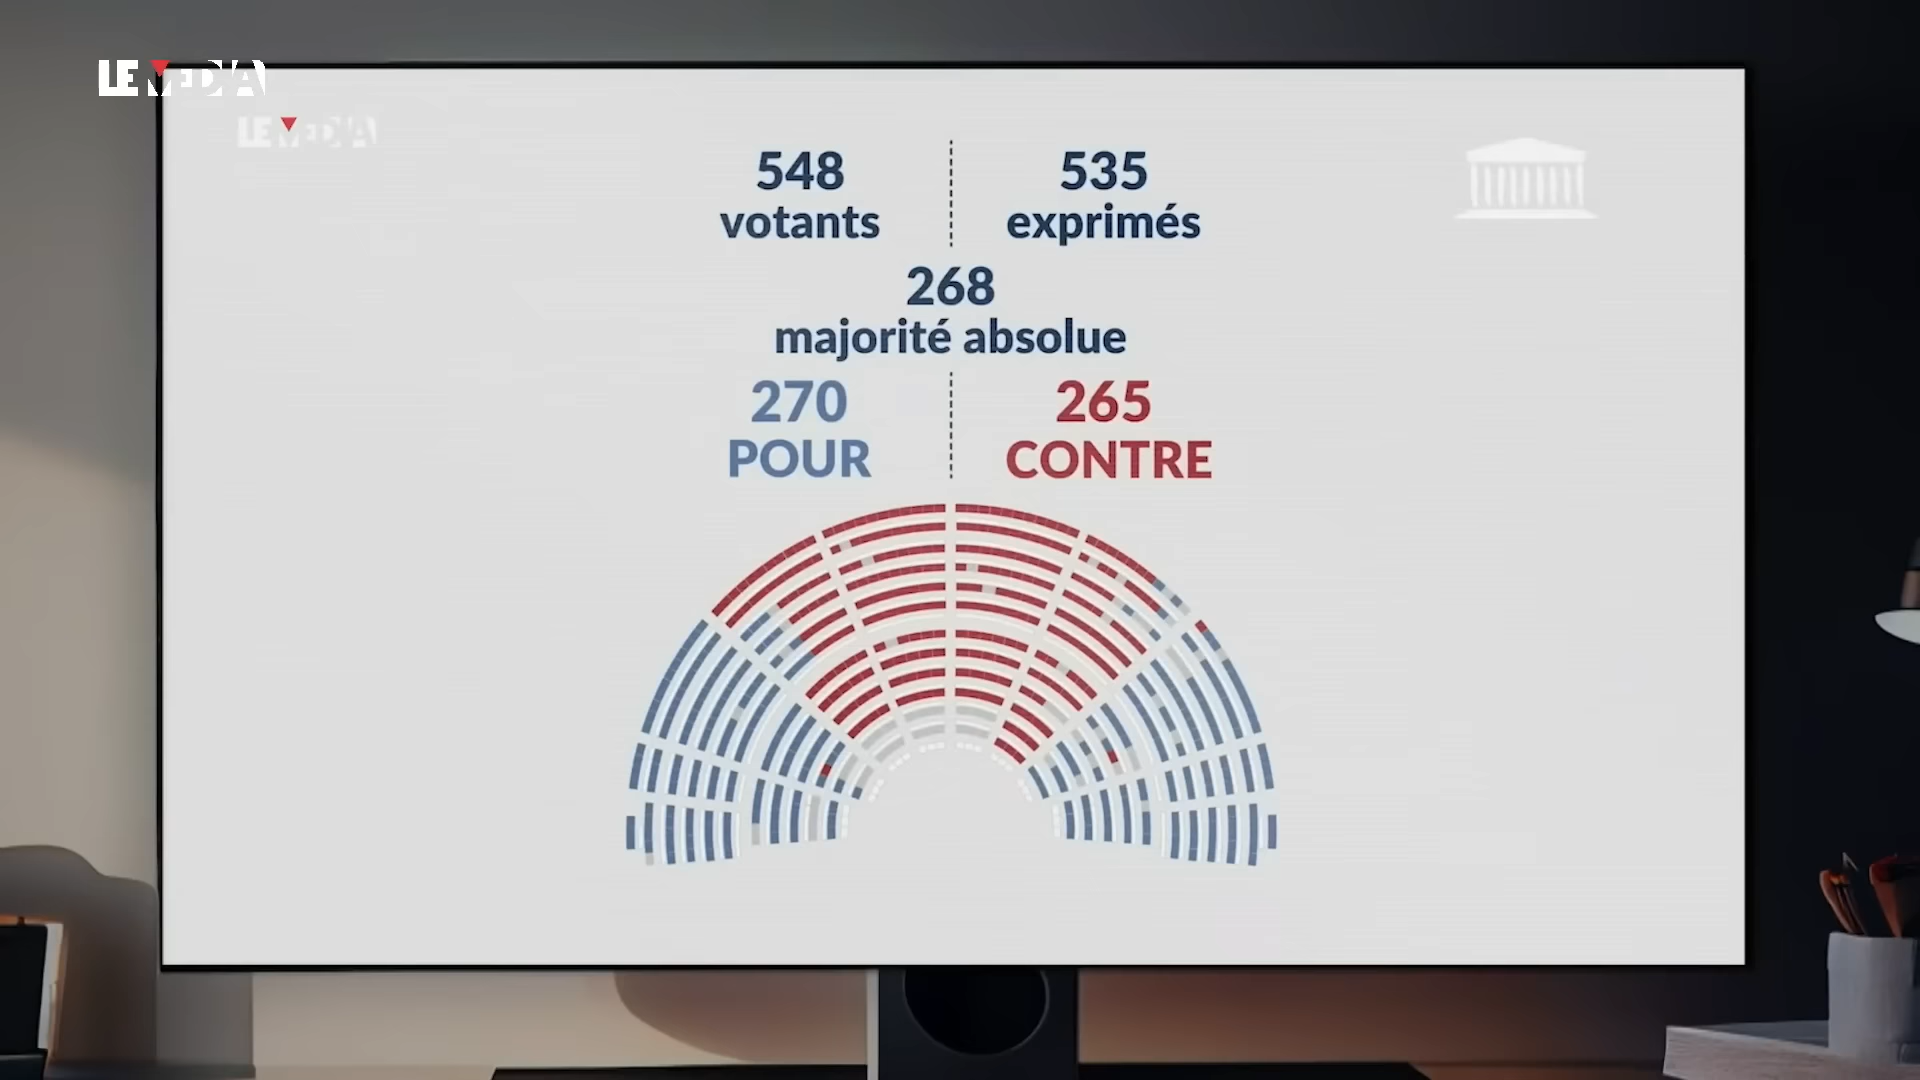 LE MEDIA
LE MEDIA
548 votants
535 exprimés
268
majorité absolue
270 POUR
265 CONTRE